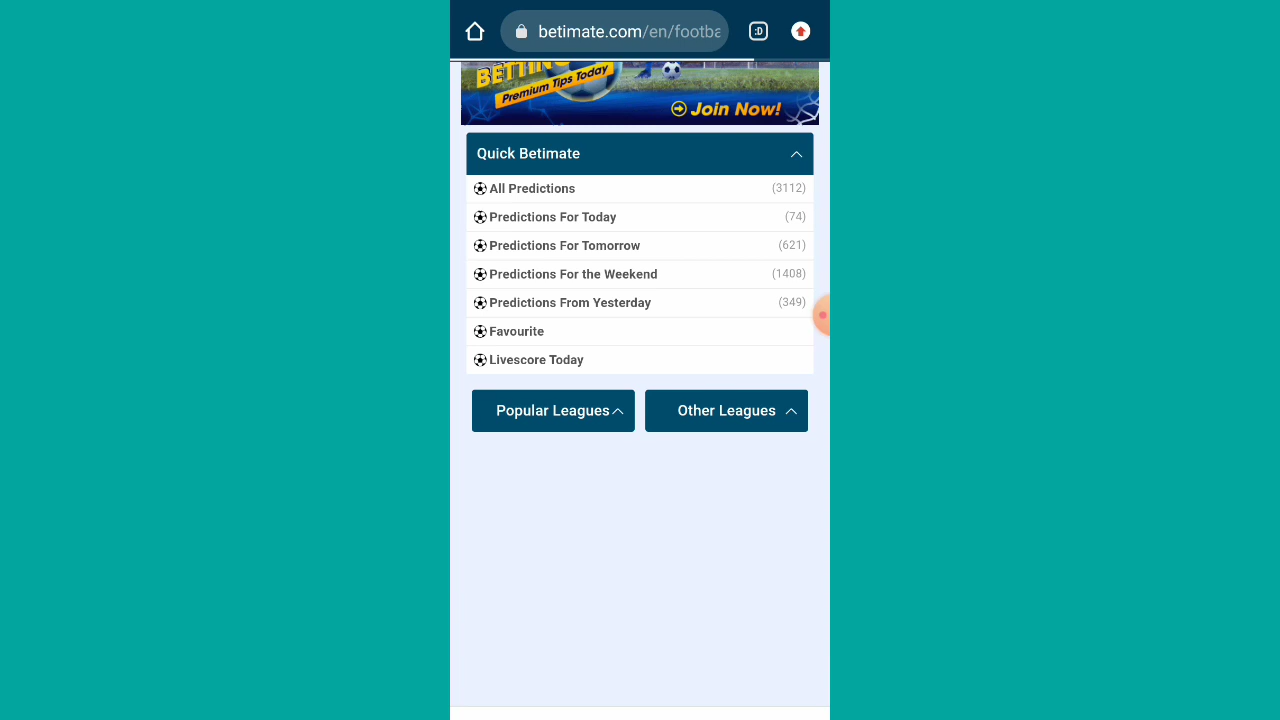 betimate.com/en/footba
:D
BETTING
Premium Tips Today
Join Now!
Quick Betimate
All Predictions (3112)
Predictions For Today (74)
Predictions For Tomorrow (621)
Predictions For the Weekend (1408)
Predictions From Yesterday (349)
Favourite
Livescore Today
Popular Leagues Other Leagues